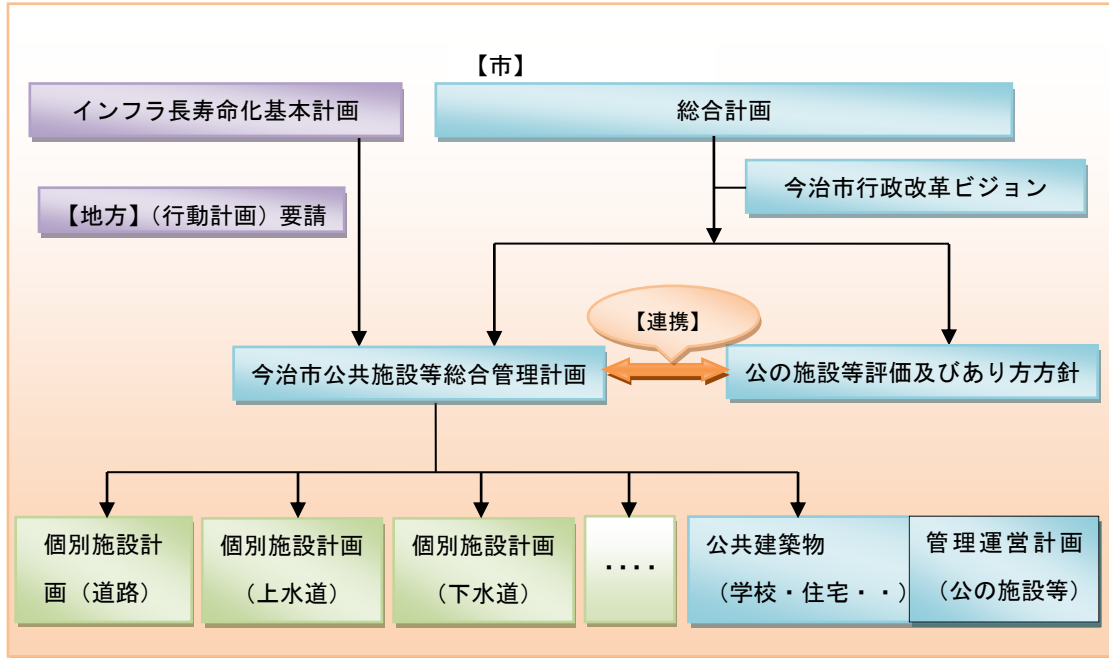 【市】
インフラ長寿命化基本計画
総合計画
今治市行政改革ビジョン
【地方】(行動計画)要請
【連携】
今治市公共施設等総合管理計画
公の施設等評価及びあり方方針
個別施設計
画(道路)
個別施設計画
(上水道)
個別施設計画
(下水道)
・・・・
公共建築物
(学校・住宅・・)
管理運営計画
(公の施設等)